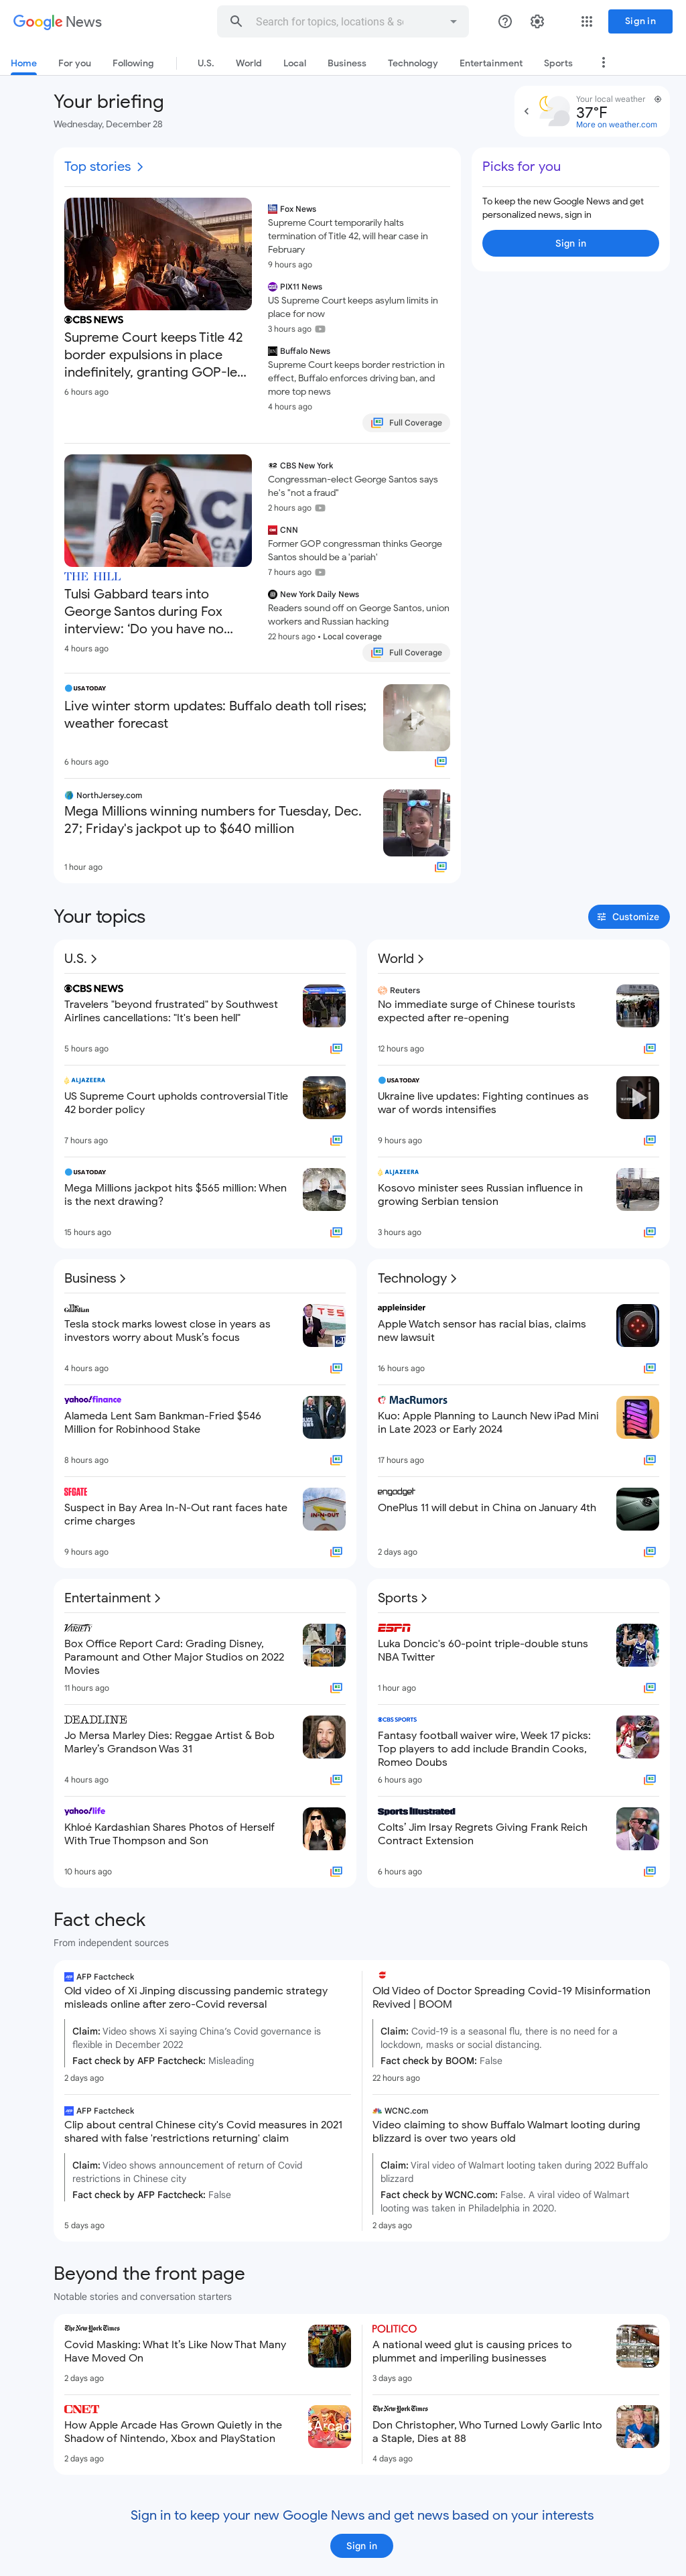 Google News
Search for topics, locations & s
Sign in
Home
For you
Following
U.S.
World
Local
Business
Technology
Entertainment
Sports
Your briefing
Wednesday, December 28
Your local weather
37°F
More on weather.com
Top stories
CBS NEWS
Supreme Court keeps Title 42
border expulsions in place
indefinitely, granting GOP-le...
6 hours ago
Fox News
Supreme Court temporarily halts
termination of Title 42, will hear case in
February
9 hours ago
PIX11 News
US Supreme Court keeps asylum limits in
place for now
3 hours ago
Buffalo News
Supreme Court keeps border restriction in
effect, Buffalo enforces driving ban, and
more top news
4 hours ago
Full Coverage
THE HILL
Tulsi Gabbard tears into
George Santos during Fox
interview: ‘Do you have no...
4 hours ago
CBS New York
Congressman-elect George Santos says
he's "not a fraud"
2 hours ago
CNN
Former GOP congressman thinks George
Santos should be a 'pariah'
7 hours ago
New York Daily News
Readers sound off on George Santos, union
workers and Russian hacking
22 hours ago • Local coverage
Full Coverage
USA TODAY
Live winter storm updates: Buffalo death toll rises;
weather forecast
6 hours ago
NorthJersey.com
Mega Millions winning numbers for Tuesday, Dec.
27; Friday's jackpot up to $640 million
1 hour ago
Picks for you
To keep the new Google News and get
personalized news, sign in
Sign in
Your topics
Customize
U.S.
CBS NEWS
Travelers "beyond frustrated" by Southwest
Airlines cancellations: "It's been hell"
5 hours ago
ALJAZEERA
US Supreme Court upholds controversial Title
42 border policy
7 hours ago
USA TODAY
Mega Millions jackpot hits $565 million: When
is the next drawing?
15 hours ago
World
Reuters
No immediate surge of Chinese tourists
expected after re-opening
12 hours ago
USA TODAY
Ukraine live updates: Fighting continues as
war of words intensifies
9 hours ago
ALJAZEERA
Kosovo minister sees Russian influence in
growing Serbian tension
3 hours ago
Business
The Guardian
Tesla stock marks lowest close in years as
investors worry about Musk’s focus
4 hours ago
yahoo!finance
Alameda Lent Sam Bankman-Fried $546
Million for Robinhood Stake
8 hours ago
SFGATE
Suspect in Bay Area In-N-Out rant faces hate
crime charges
9 hours ago
Technology
appleinsider
Apple Watch sensor has racial bias, claims
new lawsuit
16 hours ago
MacRumors
Kuo: Apple Planning to Launch New iPad Mini
in Late 2023 or Early 2024
17 hours ago
engadget
OnePlus 11 will debut in China on January 4th
2 days ago
Entertainment
VARIETY
Box Office Report Card: Grading Disney,
Paramount and Other Major Studios on 2022
Movies
11 hours ago
DEADLINE
Jo Mersa Marley Dies: Reggae Artist & Bob
Marley’s Grandson Was 31
4 hours ago
yahoo!life
Khloé Kardashian Shares Photos of Herself
With True Thompson and Son
10 hours ago
Sports
ESPN
Luka Doncic's 60-point triple-double stuns
NBA Twitter
1 hour ago
CBS SPORTS
Fantasy football waiver wire, Week 17 picks:
Top players to add include Brandin Cooks,
Romeo Doubs
6 hours ago
Sports Illustrated
Colts’ Jim Irsay Regrets Giving Frank Reich
Contract Extension
6 hours ago
Fact check
From independent sources
AFP Factcheck
Old video of Xi Jinping discussing pandemic strategy
misleads online after zero-Covid reversal
Claim: Video shows Xi saying China's Covid governance is
flexible in December 2022
Fact check by AFP Factcheck: Misleading
2 days ago
AFP Factcheck
Clip about central Chinese city's Covid measures in 2021
shared with false 'restrictions returning' claim
Claim: Video shows announcement of return of Covid
restrictions in Chinese city
Fact check by AFP Factcheck: False
5 days ago
Old Video of Doctor Spreading Covid-19 Misinformation
Revived | BOOM
Claim: Covid-19 is a seasonal flu, there is no need for a
lockdown, masks or social distancing.
Fact check by BOOM: False
22 hours ago
WCNC.com
Video claiming to show Buffalo Walmart looting during
blizzard is over two years old
Claim: Viral video of Walmart looting taken during 2022 Buffalo
blizzard
Fact check by WCNC.com: False. A viral video of Walmart
looting was taken in Philadelphia in 2020.
2 days ago
Beyond the front page
Notable stories and conversation starters
The New York Times
Covid Masking: What It’s Like Now That Many
Have Moved On
2 days ago
CNET
How Apple Arcade Has Grown Quietly in the
Shadow of Nintendo, Xbox and PlayStation
2 days ago
POLITICO
A national weed glut is causing prices to
plummet and imperiling businesses
3 days ago
The New York Times
Don Christopher, Who Turned Lowly Garlic Into
a Staple, Dies at 88
4 days ago
Sign in to keep your new Google News and get news based on your interests
Sign in